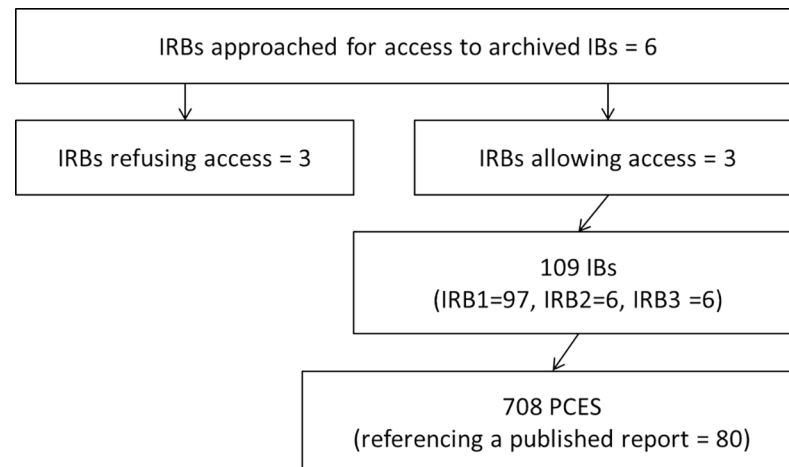 IRBs approached for access to archived IBs = 6
IRBs refusing access = 3
IRBs allowing access = 3
109 IBs
(IRB1=97, IRB2=6, IRB3 =6)
708 PCES
(referencing a published report = 80)